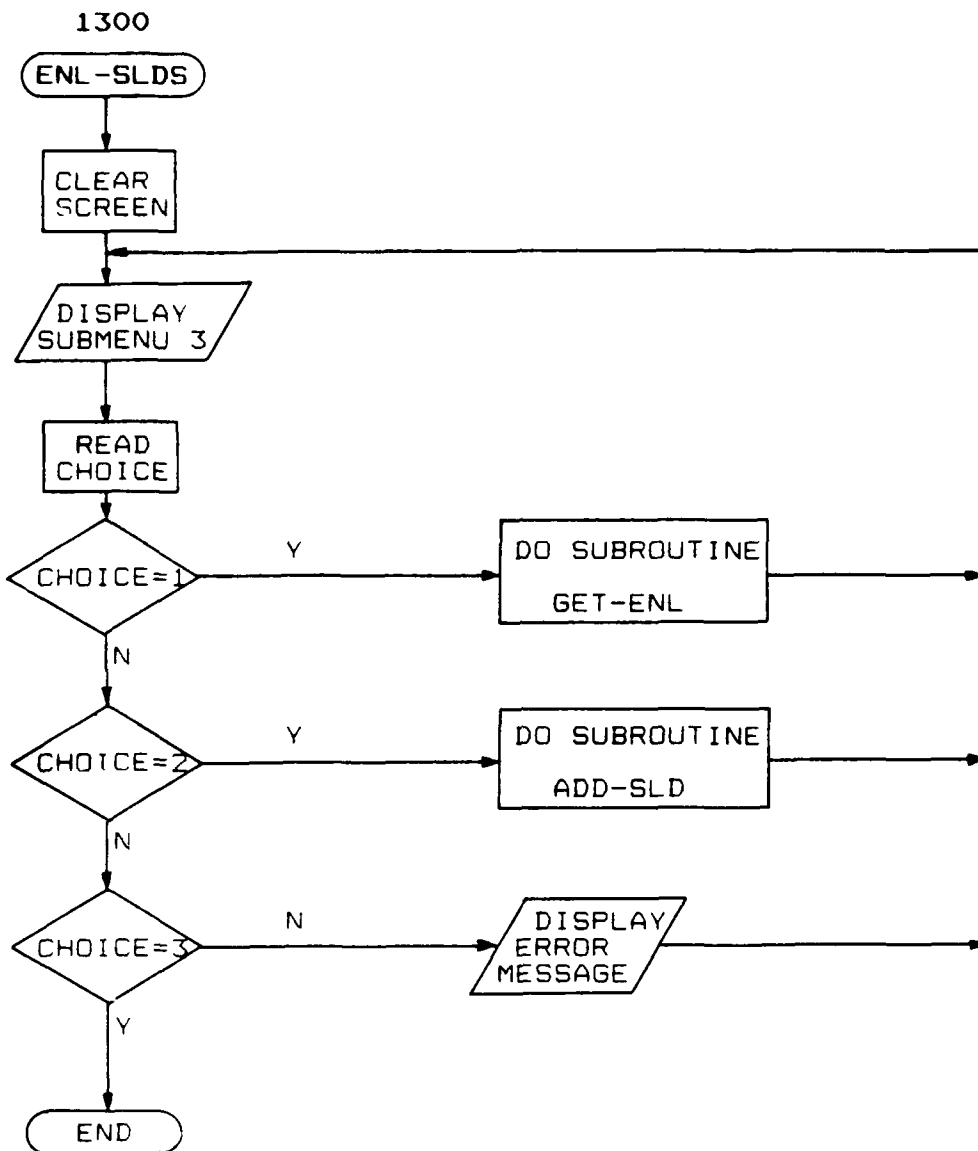 1300
ENL-SLDS
CLEAR
SCREEN
DISPLAY
SUBMENU 3
READ
CHOICE
CHOICE=1
Y
DO SUBROUTINE
GET-ENL
N
CHOICE=2
Y
DO SUBROUTINE
ADD-SLD
N
CHOICE=3
N
DISPLAY
ERROR
MESSAGE
Y
END